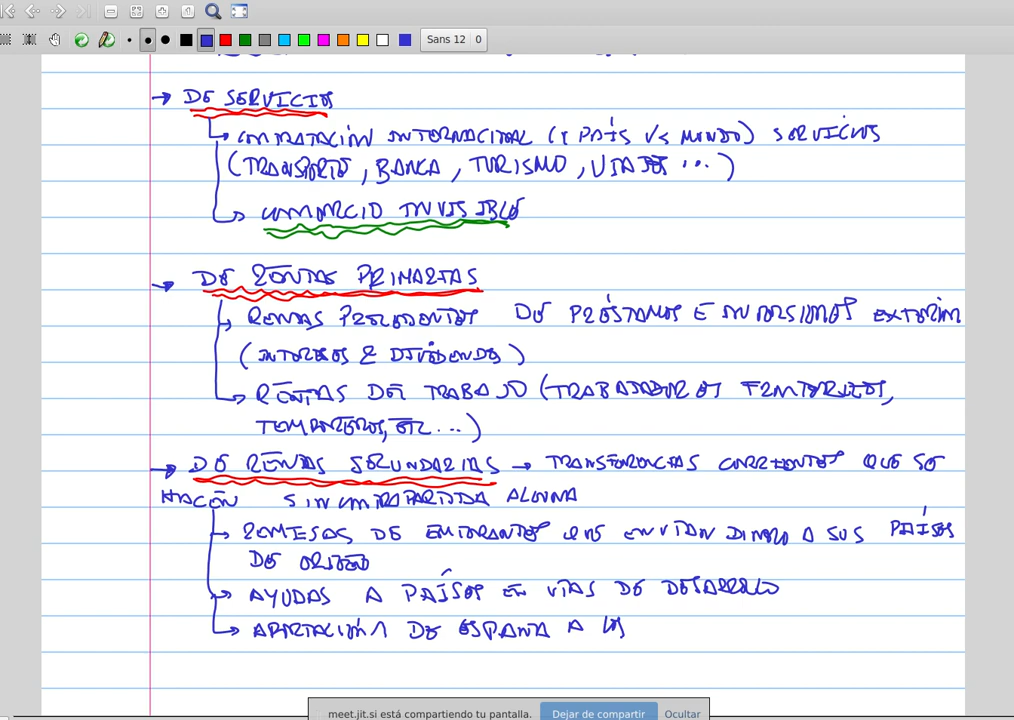 Sans 12 0
→ DE SERVICIOS
CONTRATACIÓN INTERNACIONAL (1 PAÍS VS MUNDO) SERVICIOS
(TRANSPORTE, BANCA, TURISMO, VIAJES ...)
COMERCIO INVISIBLE
→ DE RENTAS PRIMARIAS
RENTAS PROCEDENTES DE PRÉSTAMOS E INVERSIONES EXTERIOR
(INTERESES & DIVIDENDOS)
RENTAS DEL TRABAJO (TRABAJADORES FRONTERIZOS,
TEMPOREROS, ETC ...)
→ DE RENTAS SECUNDARIAS → TRANSFERENCIAS CORRIENTES QUE SE
HACEN SIN CONTRAPARTIDA ALGUNA
REMESAS DE EMIGRANTES QUE ENVÍAN DINERO A SUS PAÍSES
DE ORIGEN
AYUDAS A PAÍSES EN VÍAS DE DESARROLLO
APORTACIÓN DE ESPAÑA A LOS
meet.jit.si está compartiendo tu pantalla. Dejar de compartir Ocultar